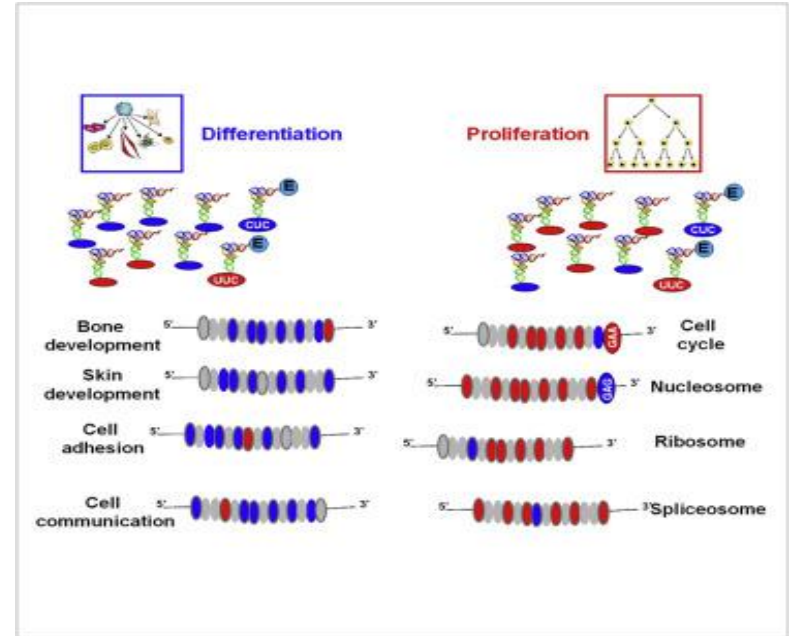 Differentiation
Proliferation
E
CUC
E
UUC
E
CUC
E
UUC
Bone
development
5'
3'
Skin
development
5'
3'
Cell
adhesion
5'
3'
Cell
communication
5'
3'
5'
GAA
3'
Cell
cycle
5'
GAG
3'
Nucleosome
5'
3'
Ribosome
5'
3'
Spliceosome